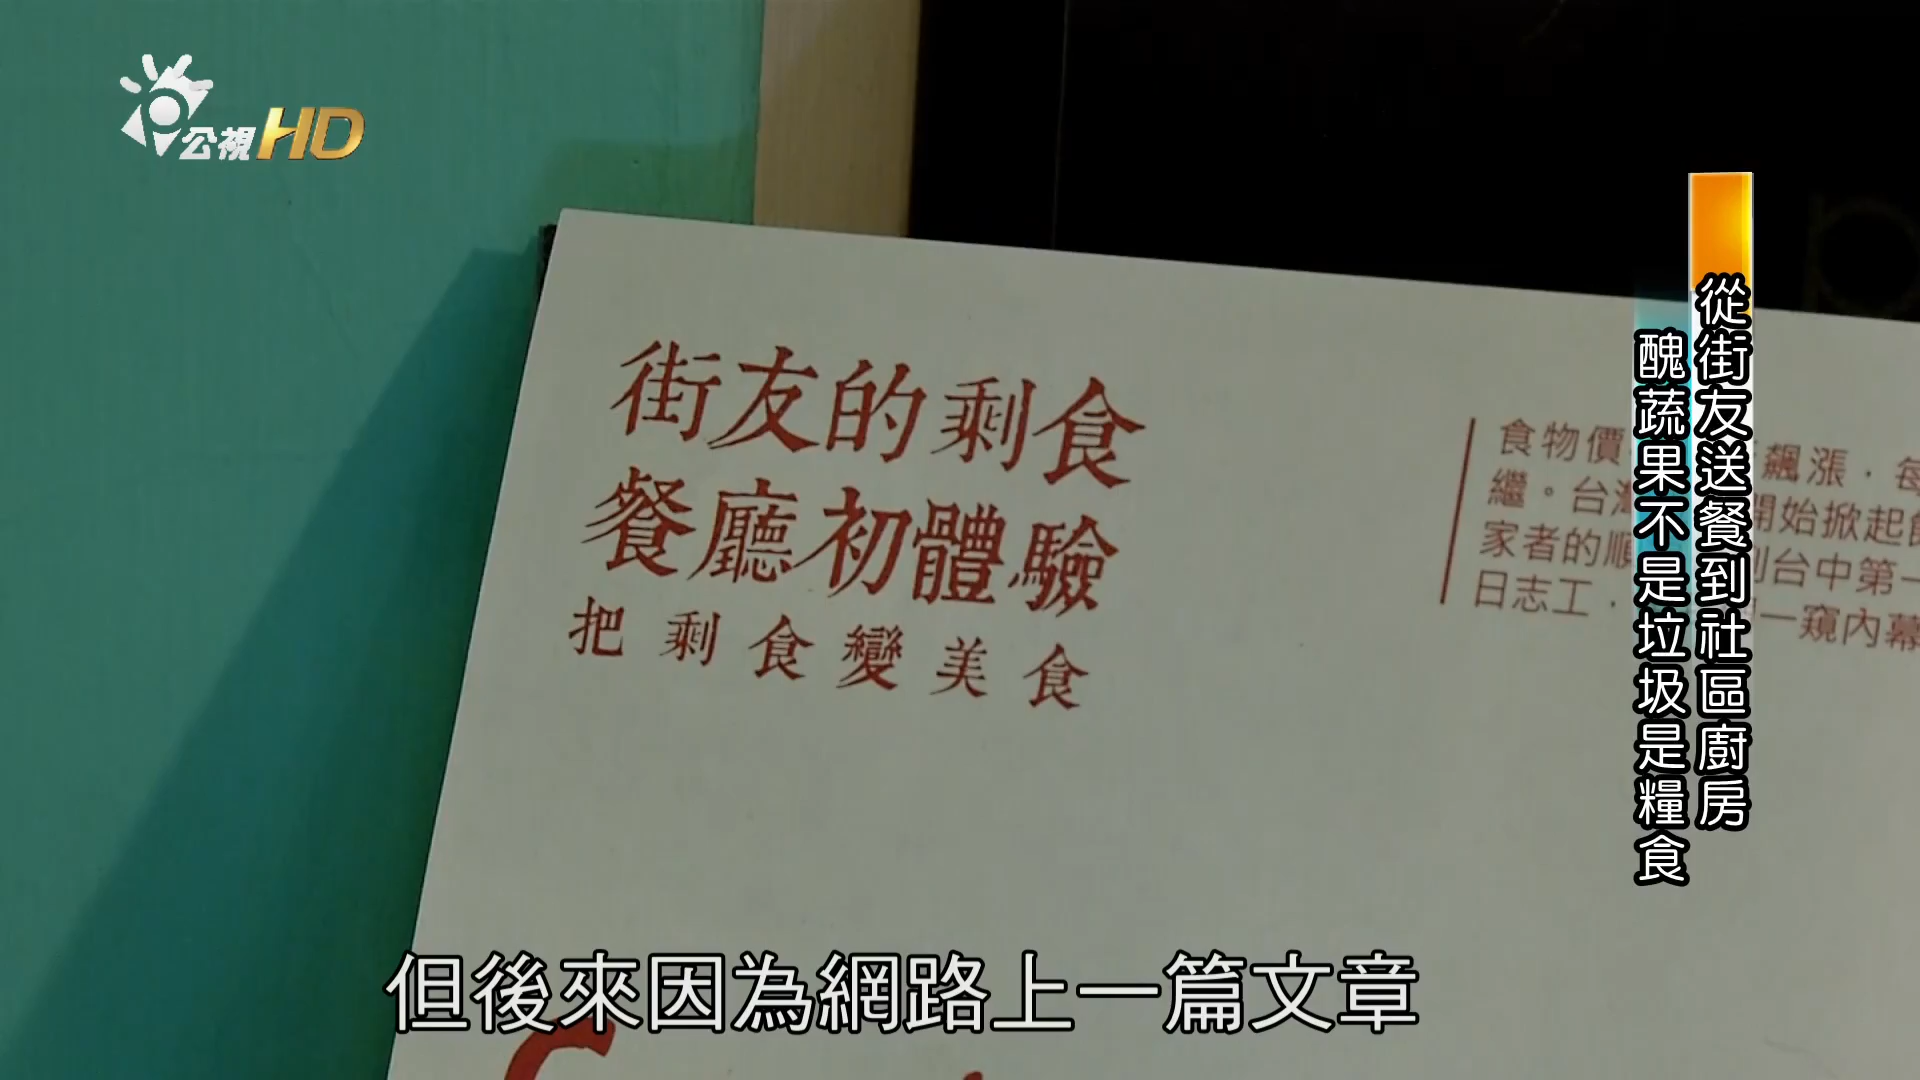 公視HD
從街友送餐到社區廚房
醜蔬果不是垃圾是糧食
街友的剩食
餐廳初體驗
把剩食變美食
食物價 飆漲，每
繼。台 開始掀起
家者的順 到台中第一
日志工， 一窺內幕
但後來因為網路上一篇文章